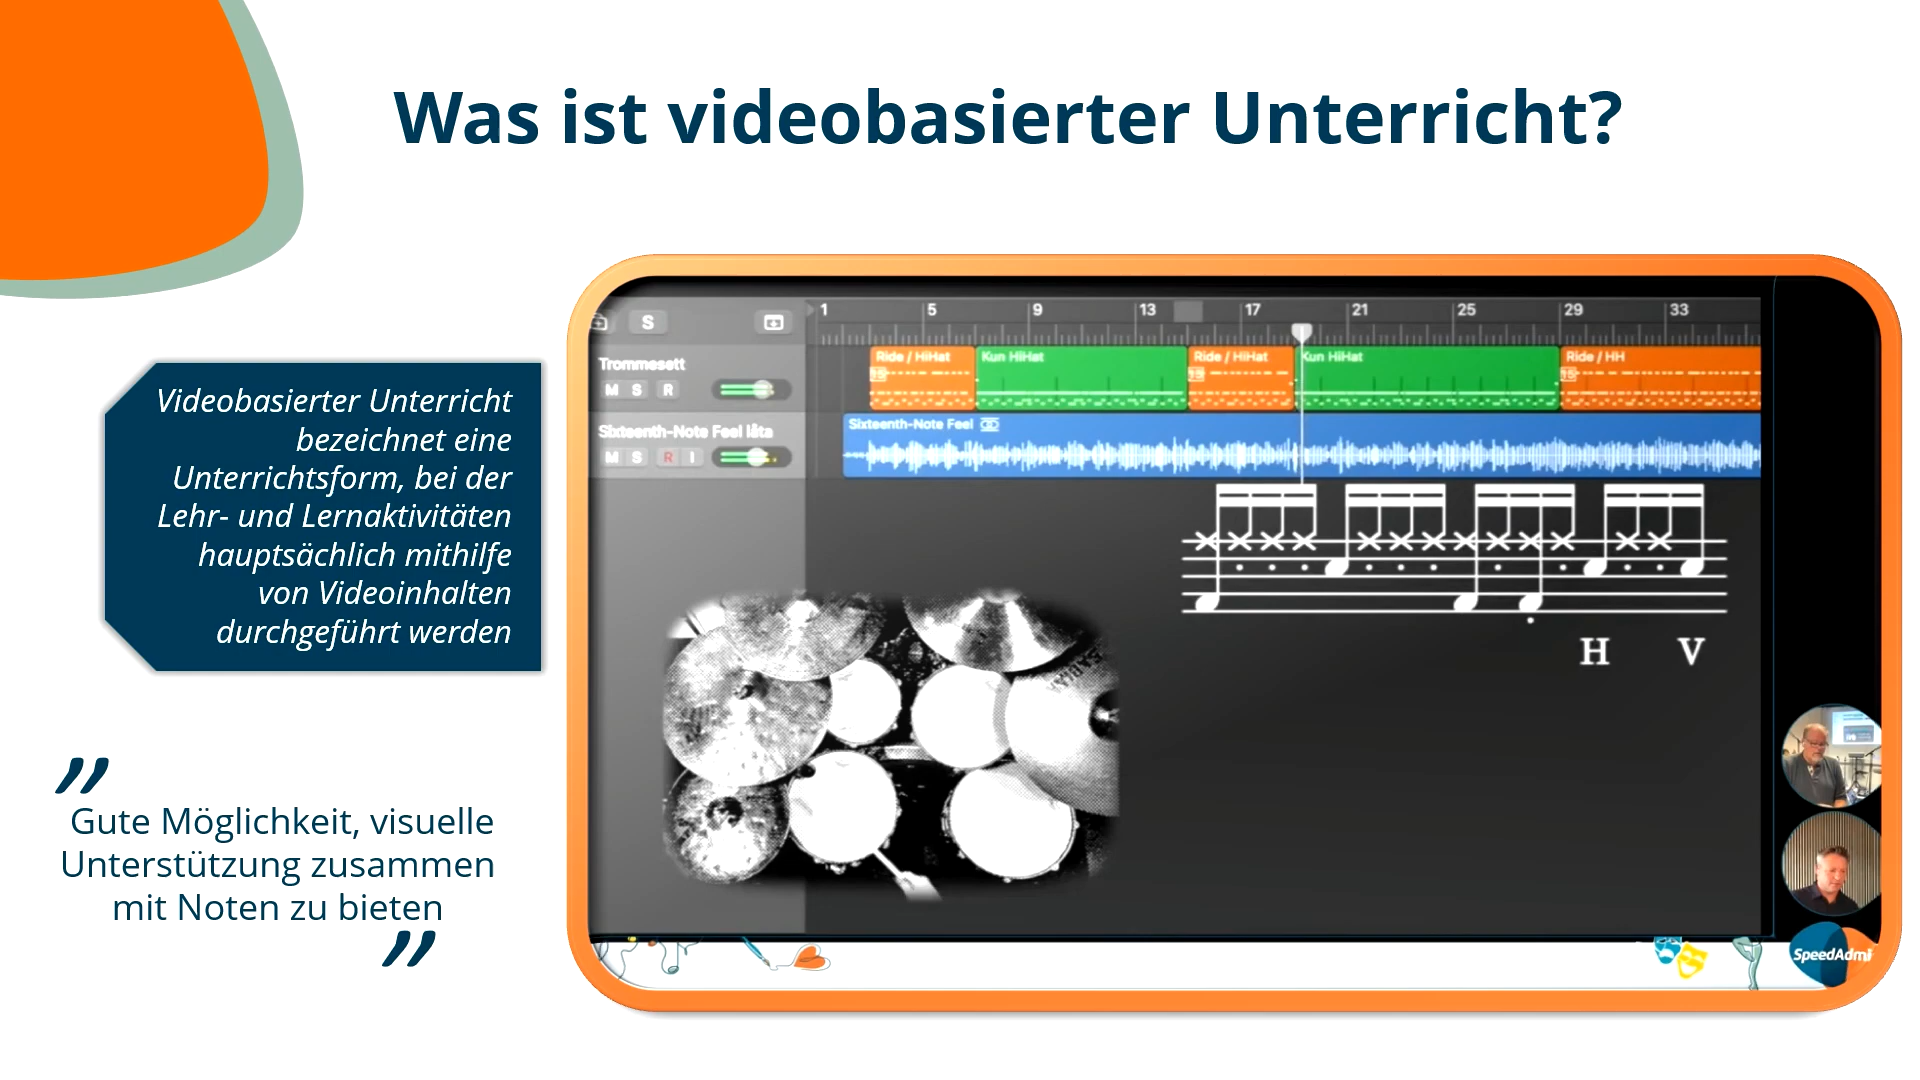 Was ist videobasierter Unterricht?
Videobasierter Unterricht
bezeichnet eine
Unterrichtsform, bei der
Lehr- und Lernaktivitäten
hauptsächlich mithilfe
von Videoinhalten
durchgeführt werden
”
Gute Möglichkeit, visuelle
Unterstützung zusammen
mit Noten zu bieten
”
1 5 9 13 17 21 25 29 33
S
Trommesett
M S R
Ride / HiHat Kun HiHat Ride / HiHat Kun HiHat Ride / HH
Sixteenth-Note Feel låta
M S R I
Sixteenth-Note Feel
H V
SpeedAdmi